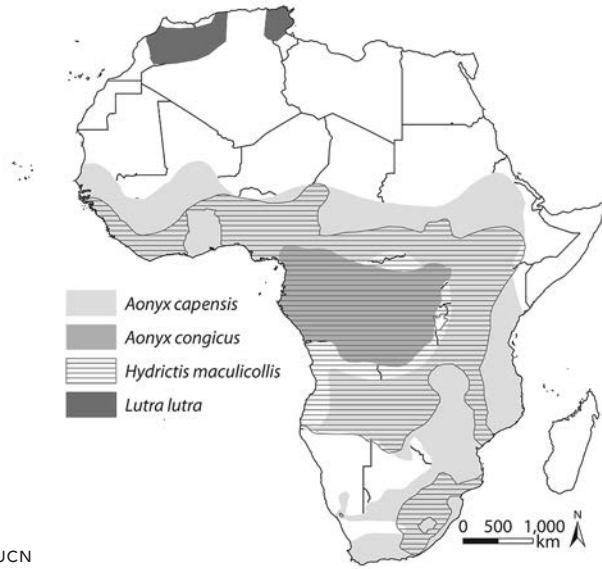 Aonyx capensis
Aonyx congicus
Hydrictis maculicollis
Lutra lutra
N
0 500 1,000
km
UCN